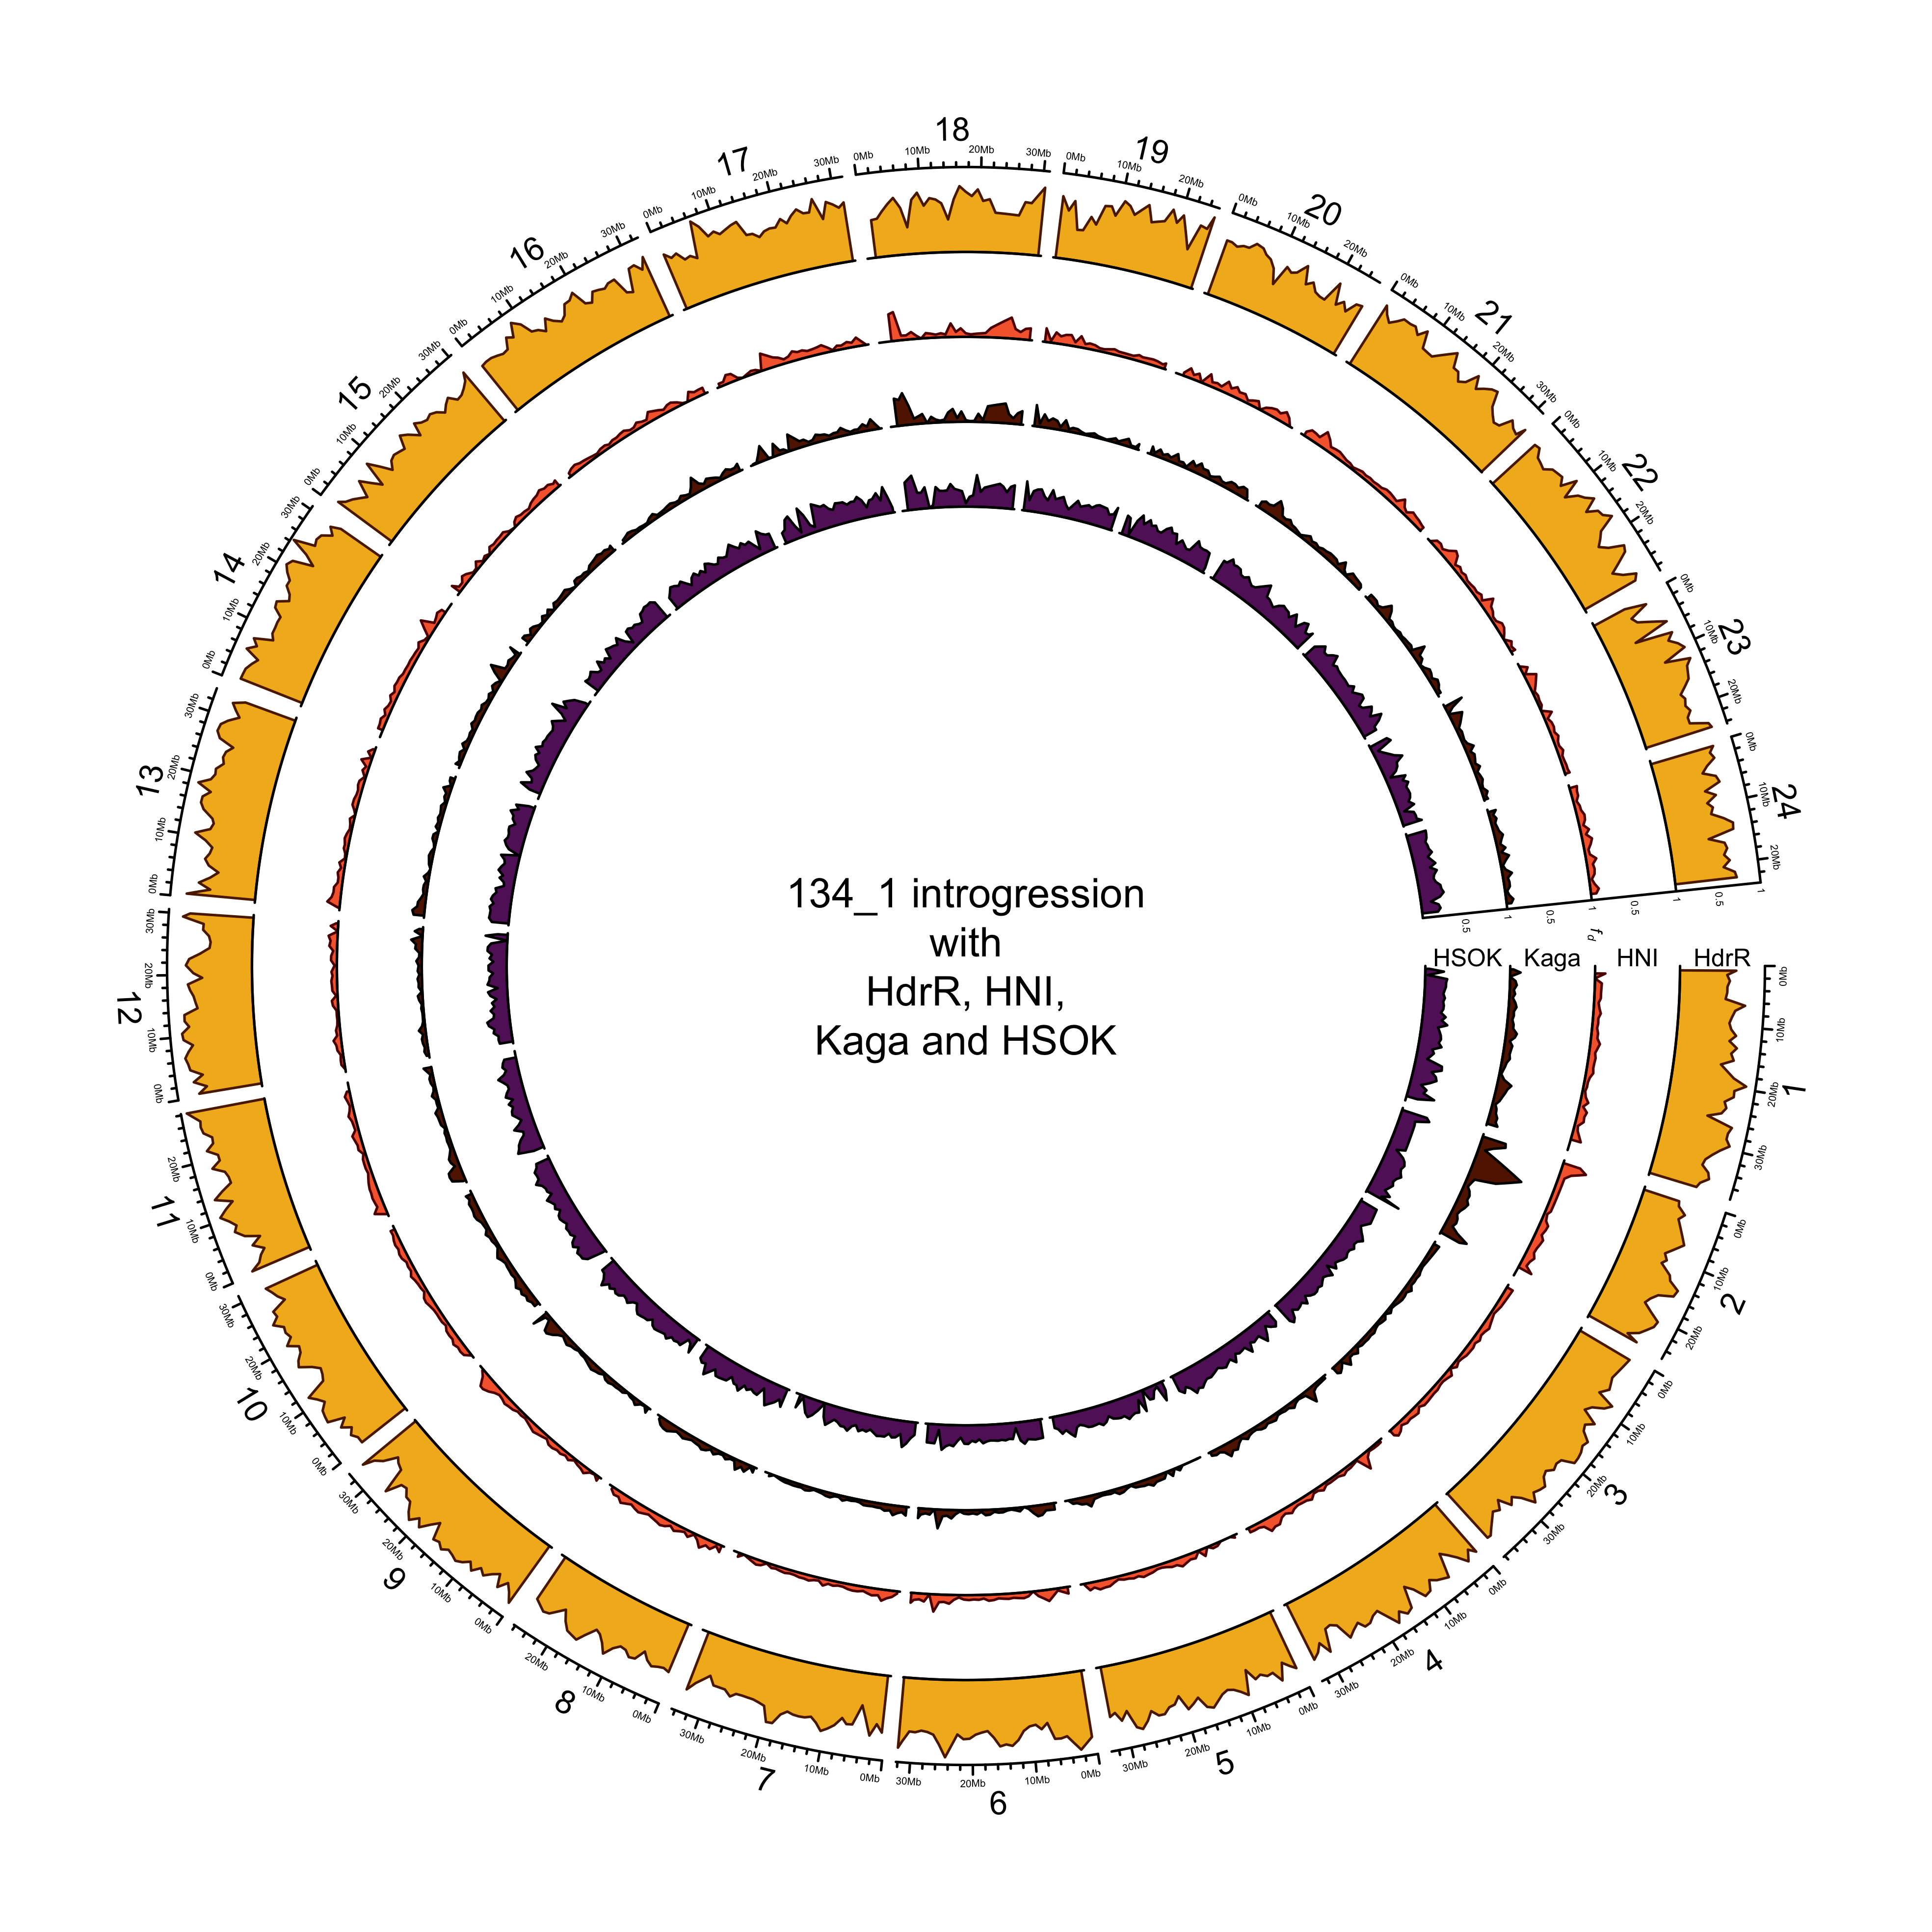 18
0Mb 10Mb 20Mb 30Mb
19
0Mb 10Mb 20Mb
20
0Mb 10Mb 20Mb
21
0Mb 10Mb 20Mb 30Mb
22
0Mb 10Mb 20Mb
23
0Mb 10Mb 20Mb
24
0Mb 10Mb 20Mb
0.5 1 0.5 1 0.5 1 0.5 1
fd
HSOK Kaga HNI HdrR
1
0Mb 10Mb 20Mb 30Mb
2
0Mb 10Mb 20Mb
3
0Mb 10Mb 20Mb 30Mb
4
0Mb 10Mb 20Mb 30Mb
5
0Mb 10Mb 20Mb 30Mb
6
0Mb 10Mb 20Mb 30Mb
7
0Mb 10Mb 20Mb 30Mb
8
0Mb 10Mb 20Mb
9
0Mb 10Mb 20Mb 30Mb
10
0Mb 10Mb 20Mb 30Mb
11
0Mb 10Mb 20Mb
12
0Mb 10Mb 20Mb 30Mb
13
0Mb 10Mb 20Mb 30Mb
14
0Mb 10Mb 20Mb 30Mb
15
0Mb 10Mb 20Mb 30Mb
16
0Mb 10Mb 20Mb 30Mb
17
0Mb 10Mb 20Mb 30Mb
134_1 introgression
with
HdrR, HNI,
Kaga and HSOK